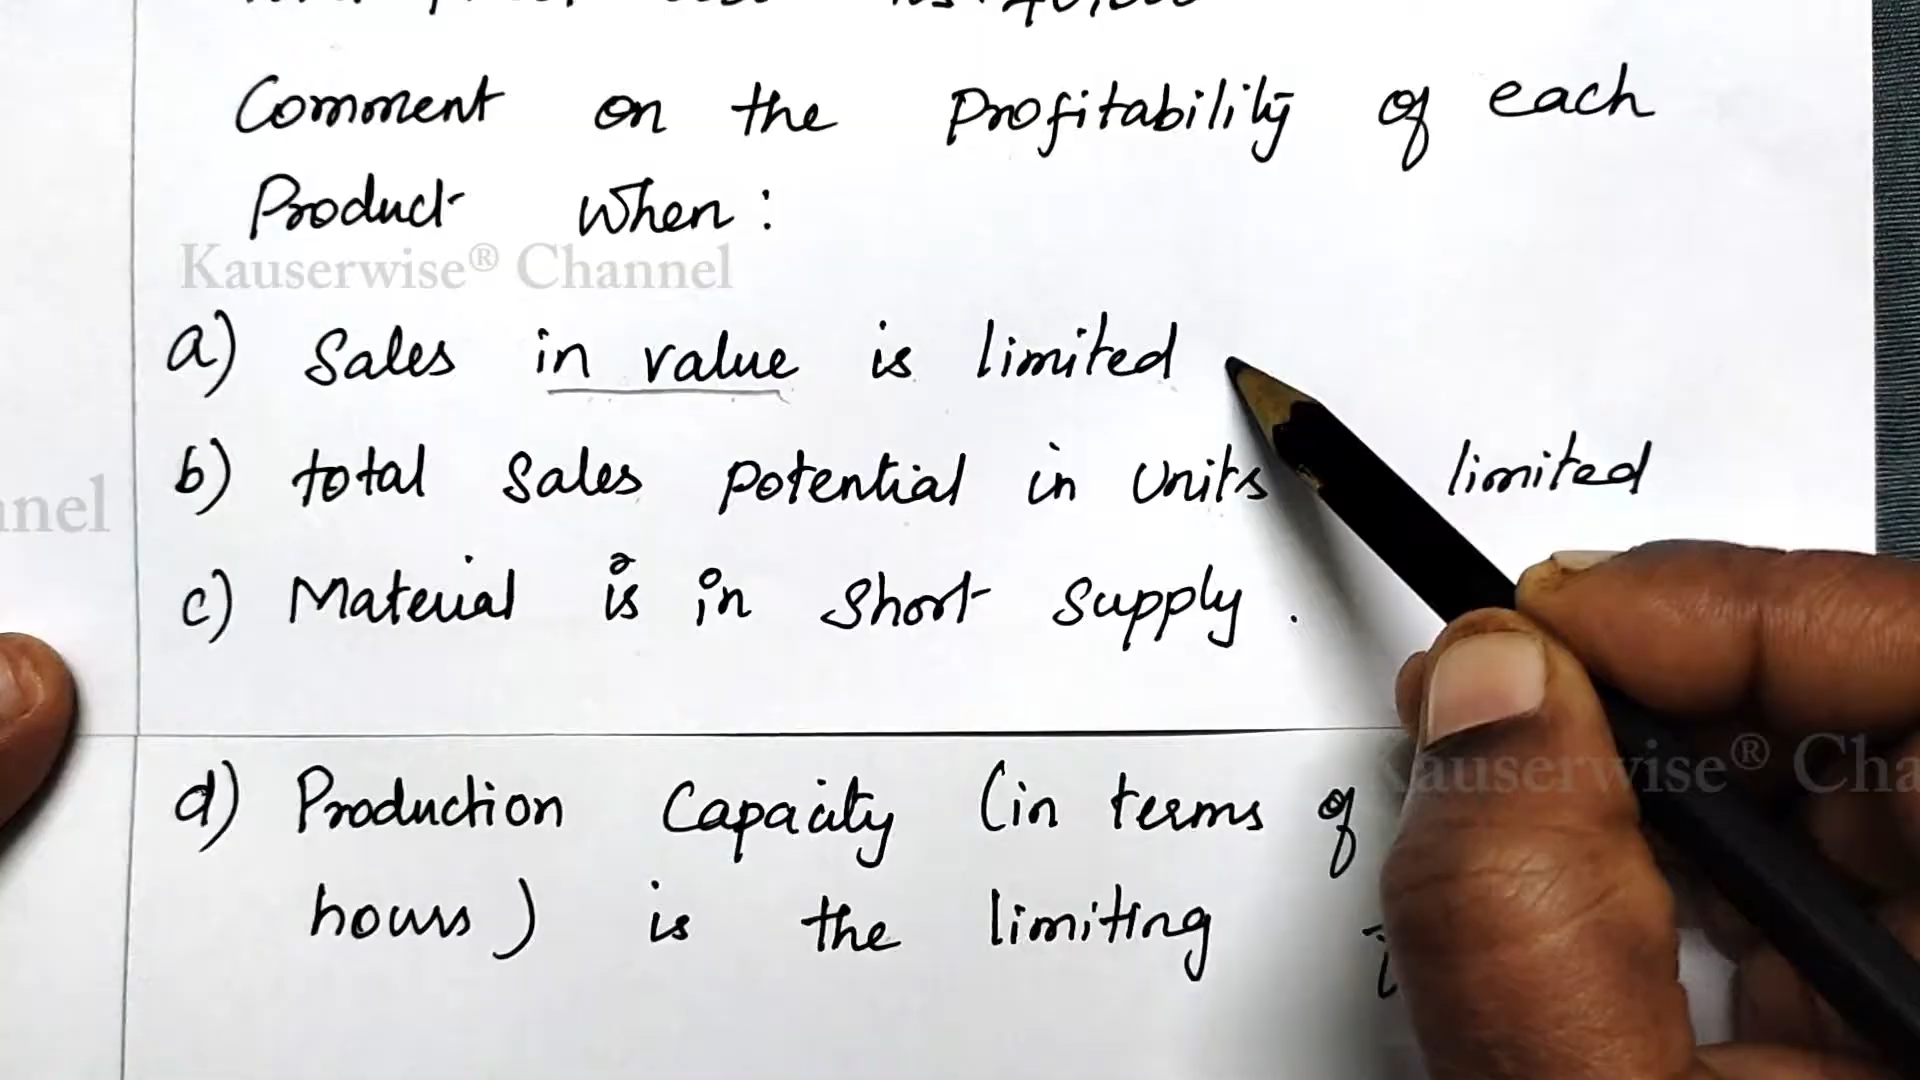 Comment on the Profitability of each
Product when:
Kauserwise® Channel
a) Sales in value is limited
b) total Sales potential in Units limited
nnel
c) Material is in Short Supply.
Kauserwise® Cha
d) Production Capacity (in terms of
hours) is the limiting